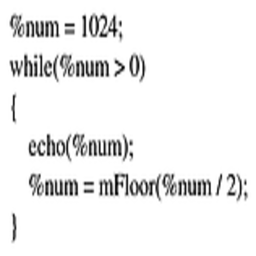 %num = 1024;
while(%num > 0)
{
echo(%num);
%num = mFloor(%num / 2);
}